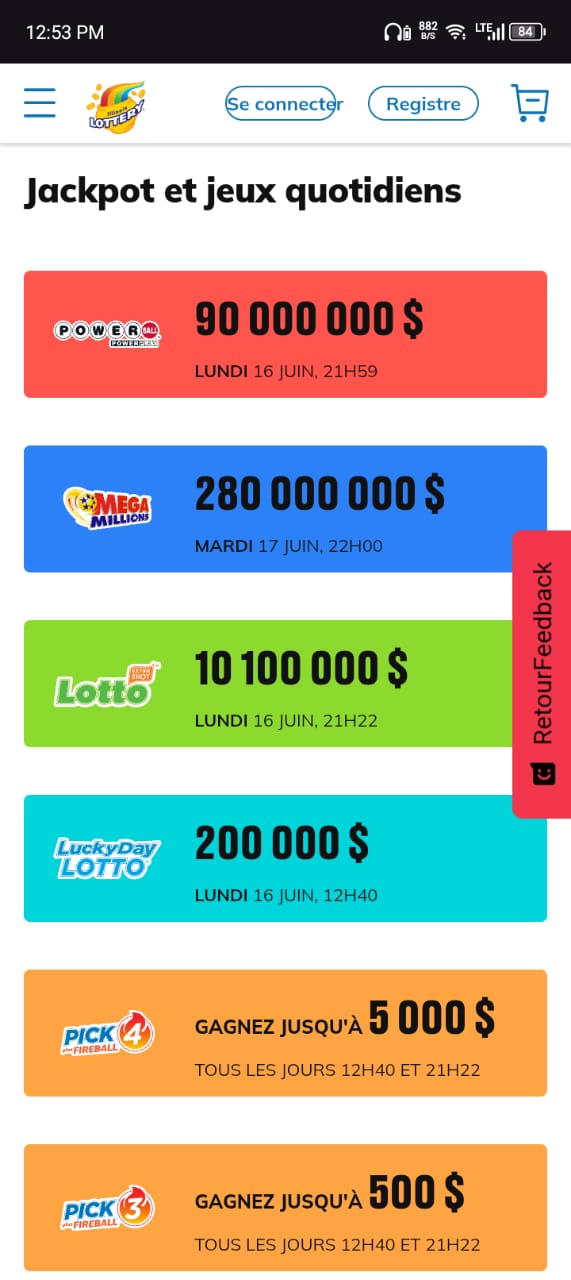 12:53 PM
882
B/S
LTE
84
Illinois
LOTTERY
Se connecter
Registre
Jackpot et jeux quotidiens
POWERBALL
POWERPLAY
90 000 000 $
LUNDI 16 JUIN, 21H59
MEGA
MILLIONS
280 000 000 $
MARDI 17 JUIN, 22H00
RetourFeedback
EXTRA
SHOT
Lotto
10 100 000 $
LUNDI 16 JUIN, 21H22
LuckyDay
LOTTO
200 000 $
LUNDI 16 JUIN, 12H40
PICK 4
plus FIREBALL
GAGNEZ JUSQU'À 5 000 $
TOUS LES JOURS 12H40 ET 21H22
PICK 3
plus FIREBALL
GAGNEZ JUSQU'À 500 $
TOUS LES JOURS 12H40 ET 21H22